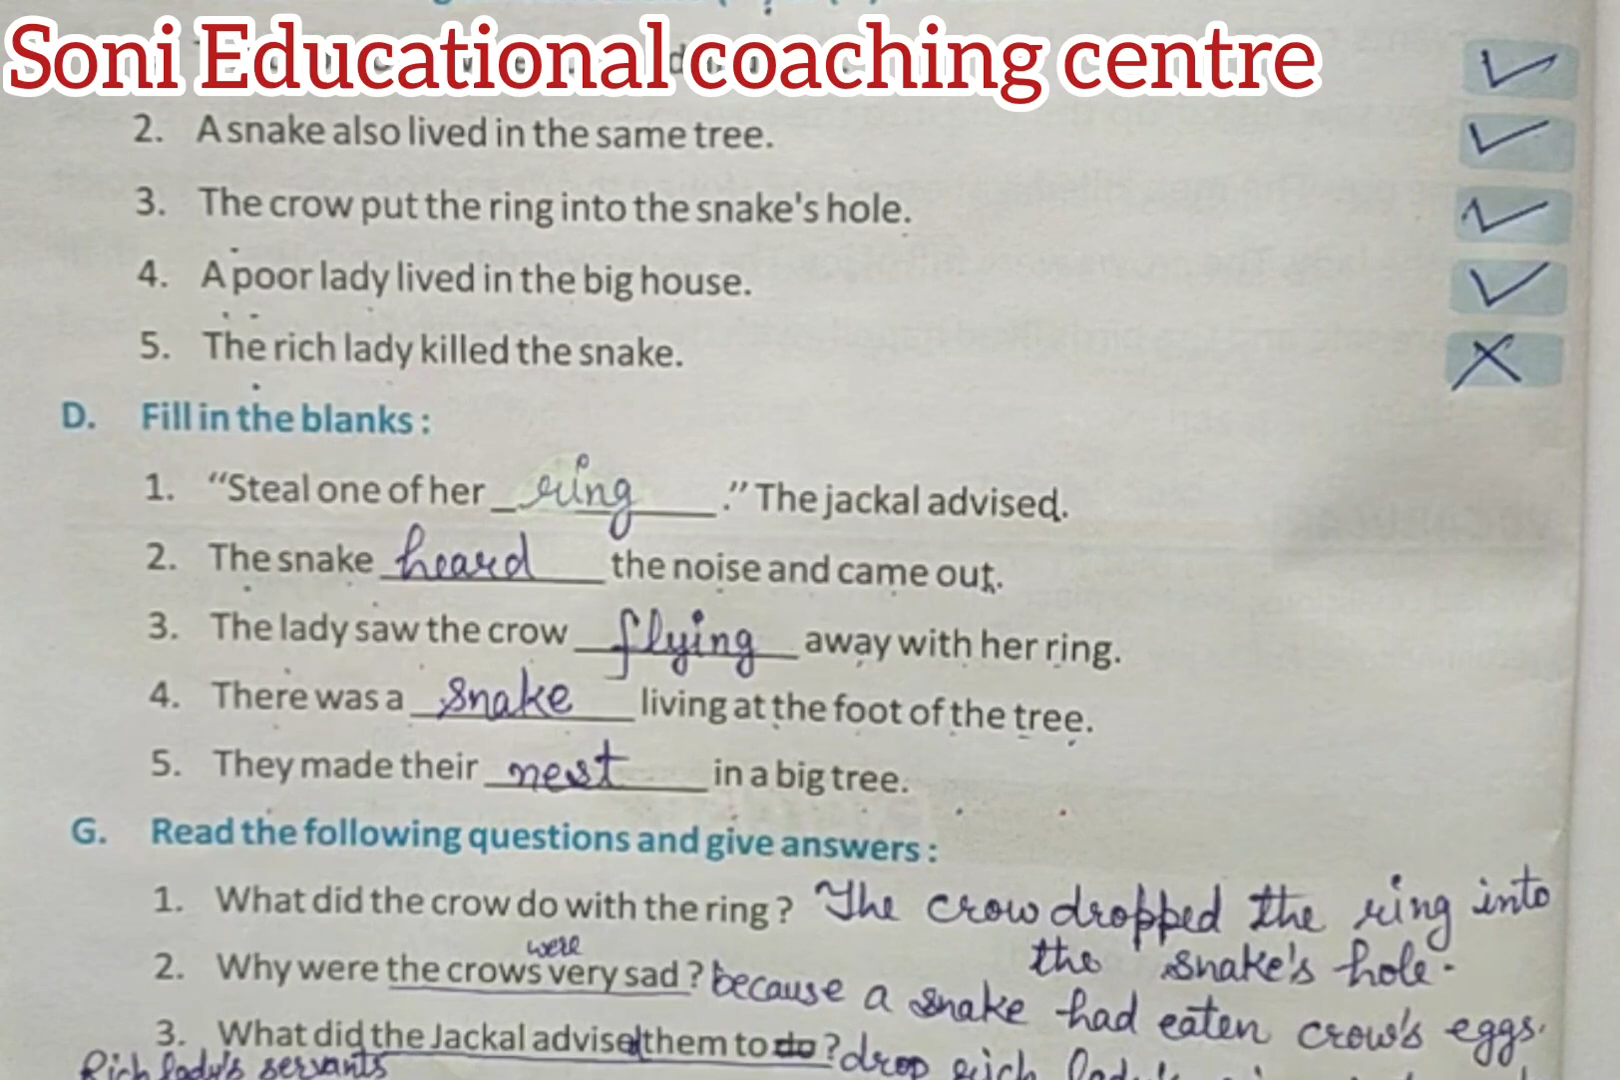 Soni Educational coaching centre
2. A snake also lived in the same tree. ✓
3. The crow put the ring into the snake's hole. ✓
4. A poor lady lived in the big house. ✓
5. The rich lady killed the snake. ✗
D. Fill in the blanks :
1. “Steal one of her ring .” The jackal advised.
2. The snake heard the noise and came out.
3. The lady saw the crow flying away with her ring.
4. There was a snake living at the foot of the tree.
5. They made their nest in a big tree.
G. Read the following questions and give answers :
1. What did the crow do with the ring ? The crow dropped the ring into
the snake's hole.
were
2. Why were the crows very sad ? because a snake had eaten crow's eggs.
3. What did the Jackal advised them to do ? drop rich lady's
Rich lady's servants